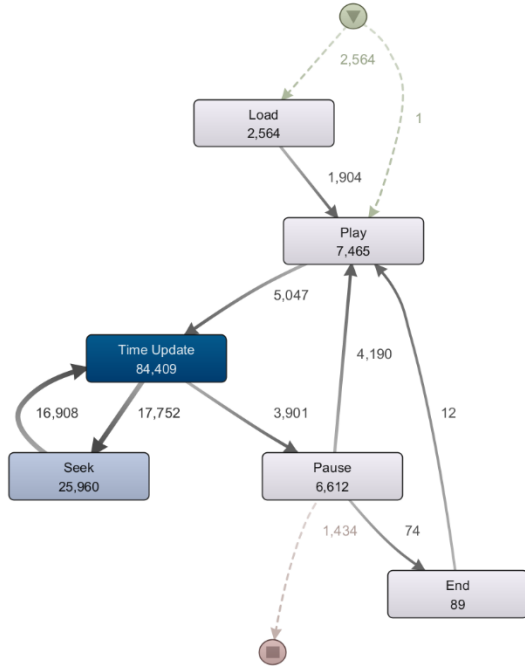 2,564
Load
2,564
1
1,904
Play
7,465
5,047
4,190
Time Update
84,409
16,908
17,752
3,901
12
Seek
25,960
Pause
6,612
1,434
74
End
89